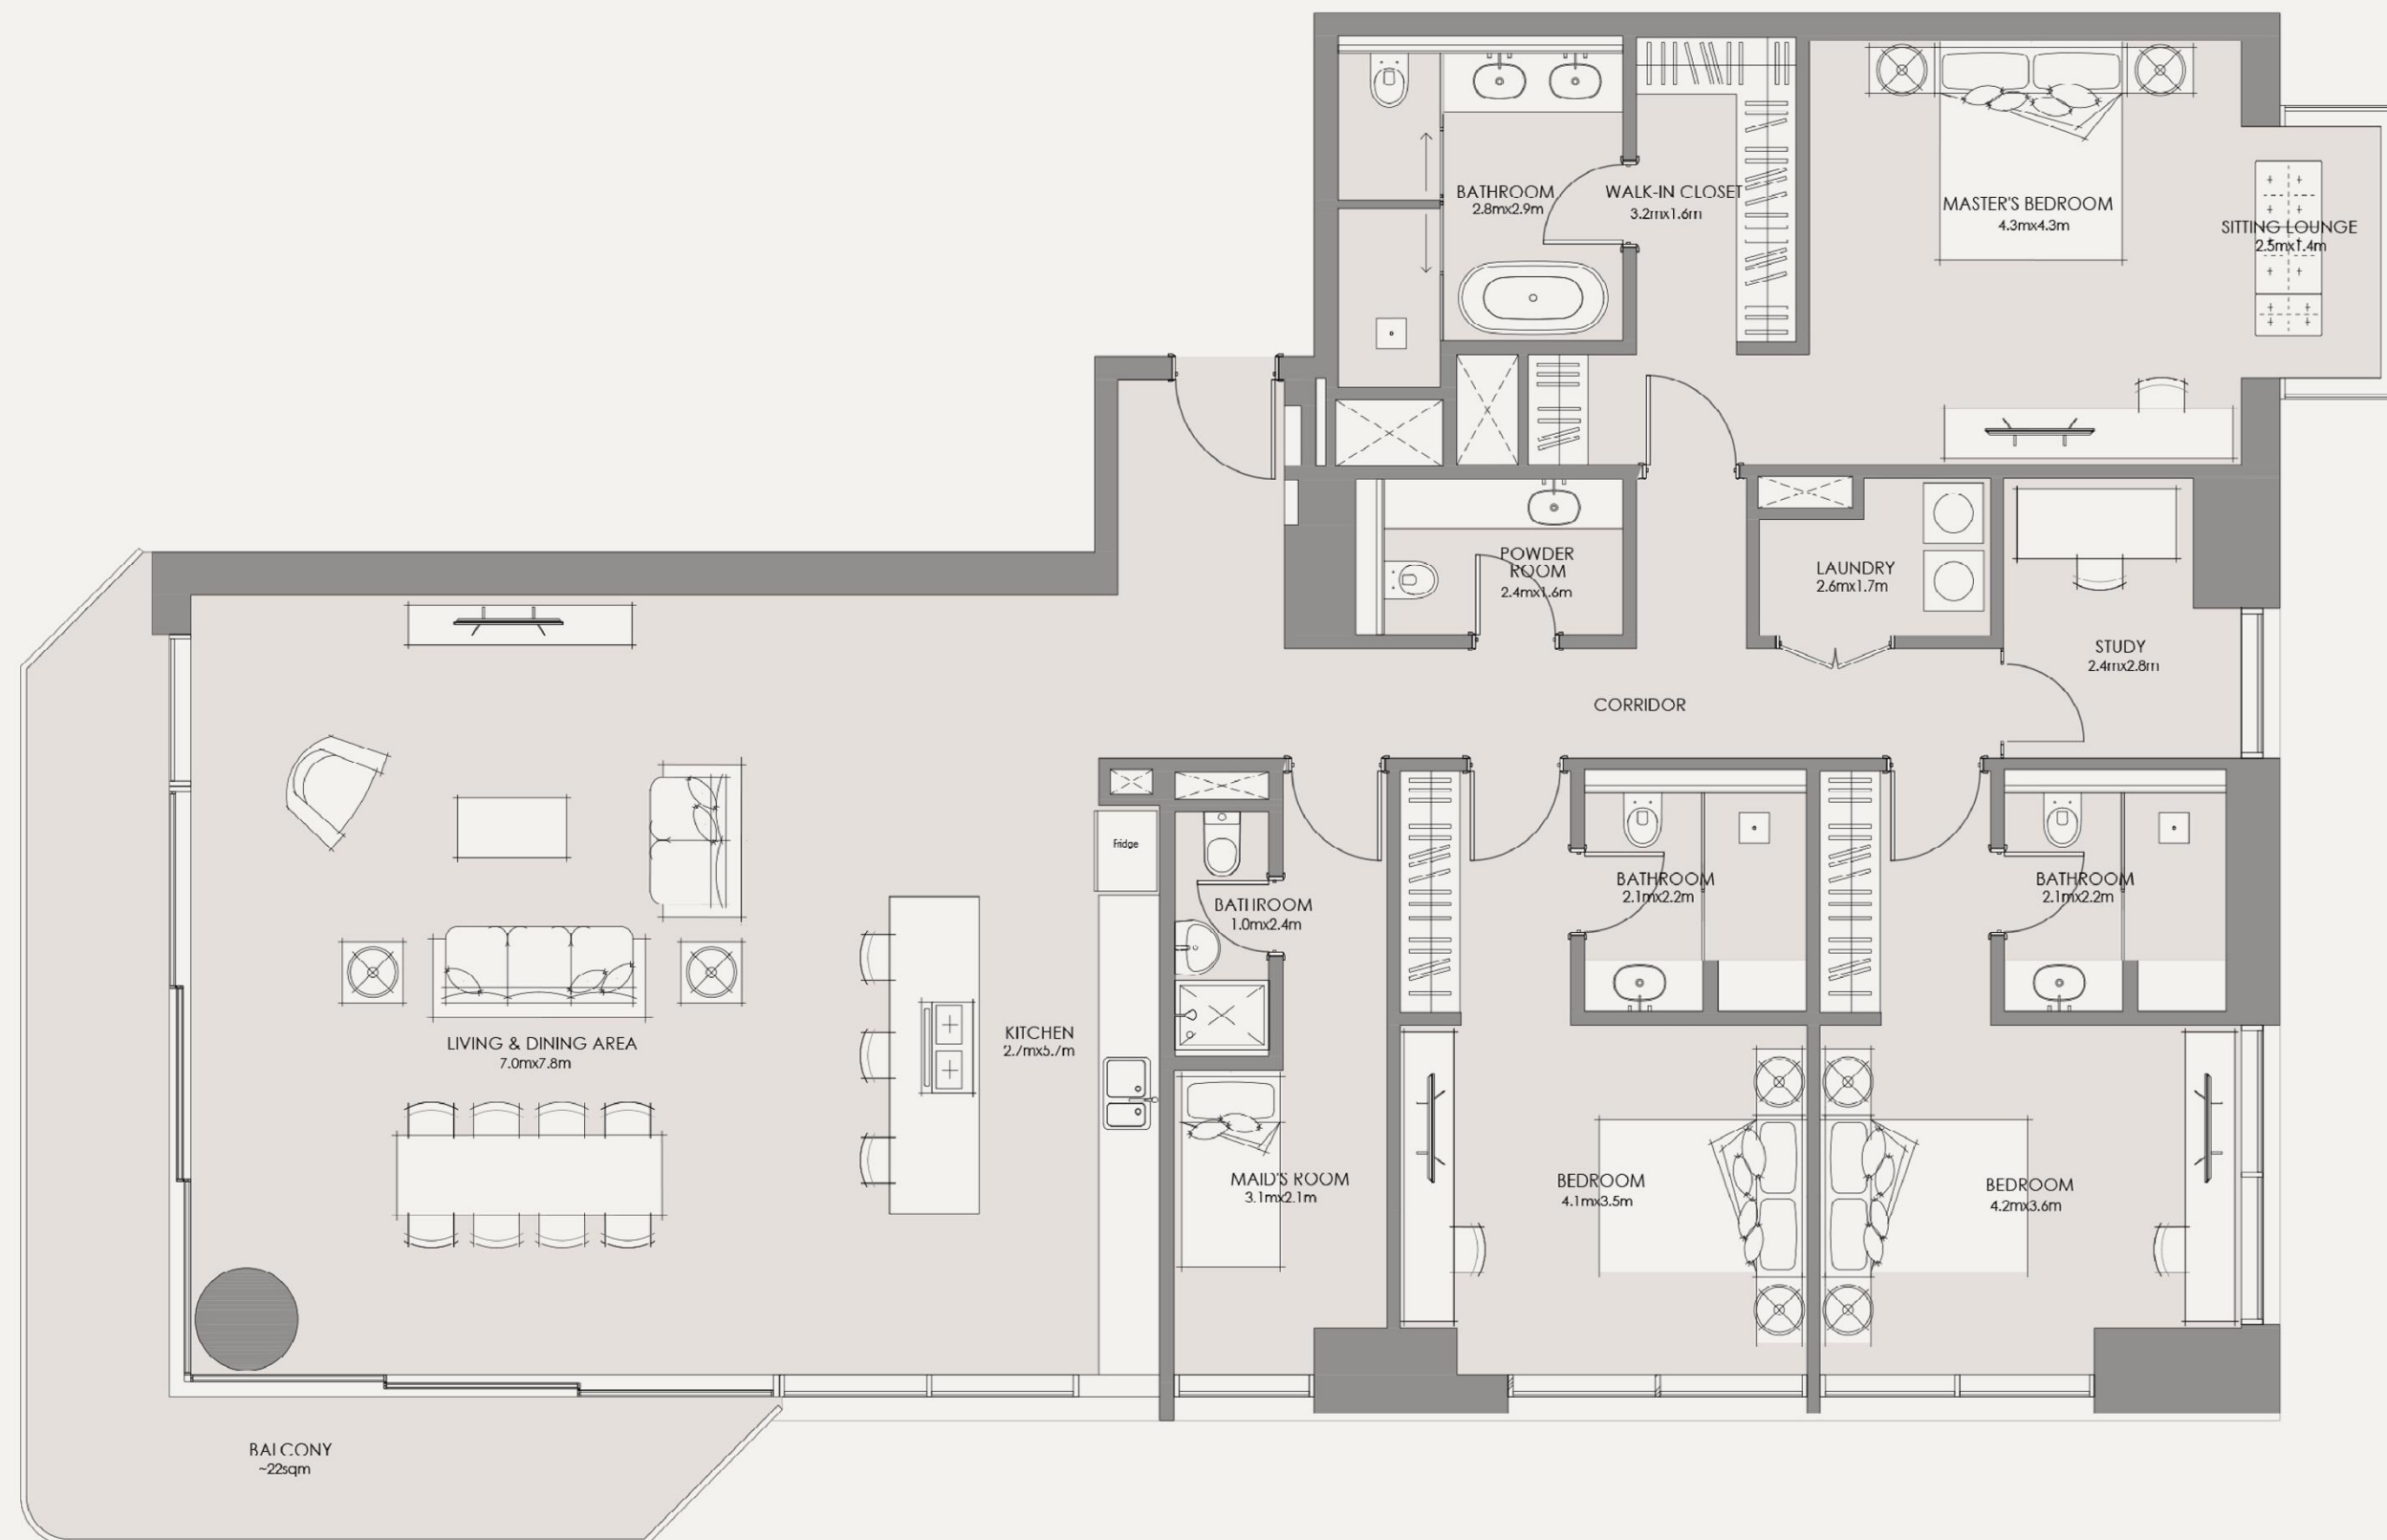 BATHROOM
2.8mx2.9m
WALK-IN CLOSET
3.2mx1.6m
MASTER'S BEDROOM
4.3mx4.3m
SITTING LOUNGE
2.5mx1.4m
POWDER
ROOM
2.4mx1.6m
LAUNDRY
2.6mx1.7m
STUDY
2.4mx2.8m
CORRIDOR
Fridge
BATHROOM
1.0mx2.4m
BATHROOM
2.1mx2.2m
BATHROOM
2.1mx2.2m
LIVING & DINING AREA
7.0mx7.8m
KITCHEN
2.7mx5.7m
MAID'S ROOM
3.1mx2.1m
BEDROOM
4.1mx3.5m
BEDROOM
4.2mx3.6m
BALCONY
~22sqm